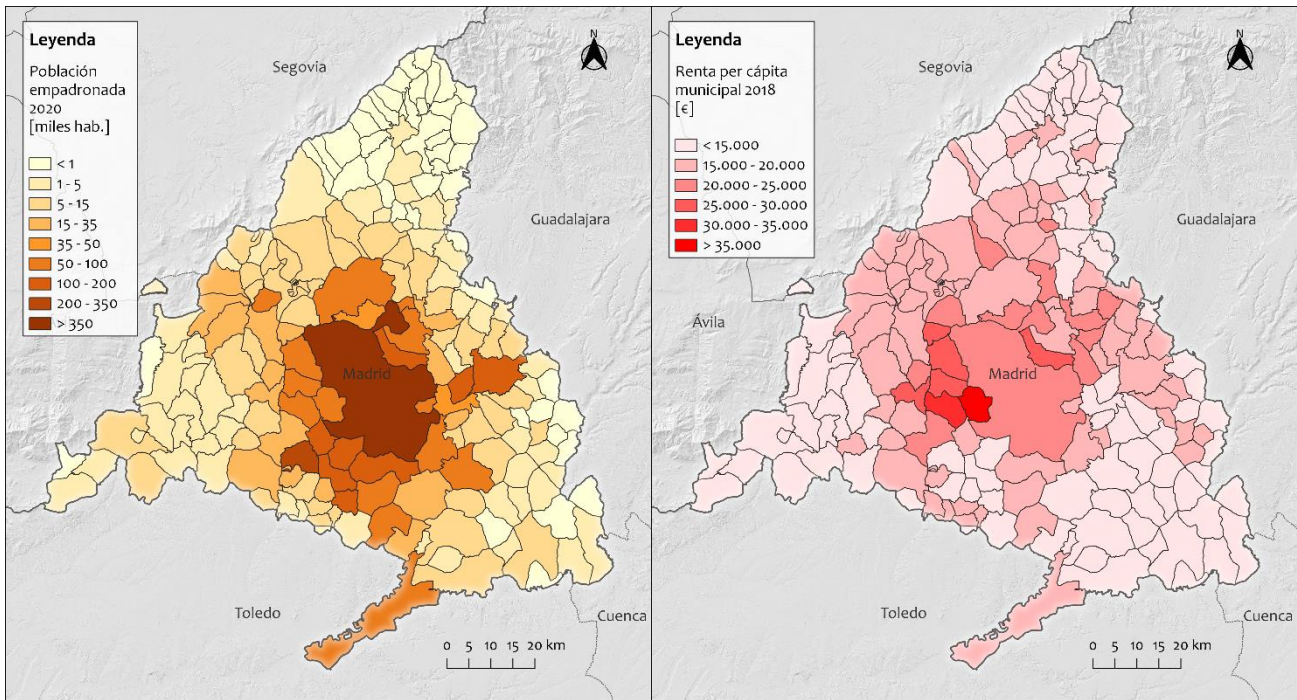 Leyenda
Población
empadronada
2020
[miles hab.]
< 1
1 - 5
5 - 15
15 - 35
35 - 50
50 - 100
100 - 200
200 - 350
> 350
N
Segovia
Guadalajara
Madrid
Toledo
Cuenca
0 5 10 15 20 km
Leyenda
Renta per cápita
municipal 2018
[€]
< 15.000
15.000 - 20.000
20.000 - 25.000
25.000 - 30.000
30.000 - 35.000
> 35.000
N
Segovia
Guadalajara
Ávila
Madrid
Toledo
Cuenca
0 5 10 15 20 km